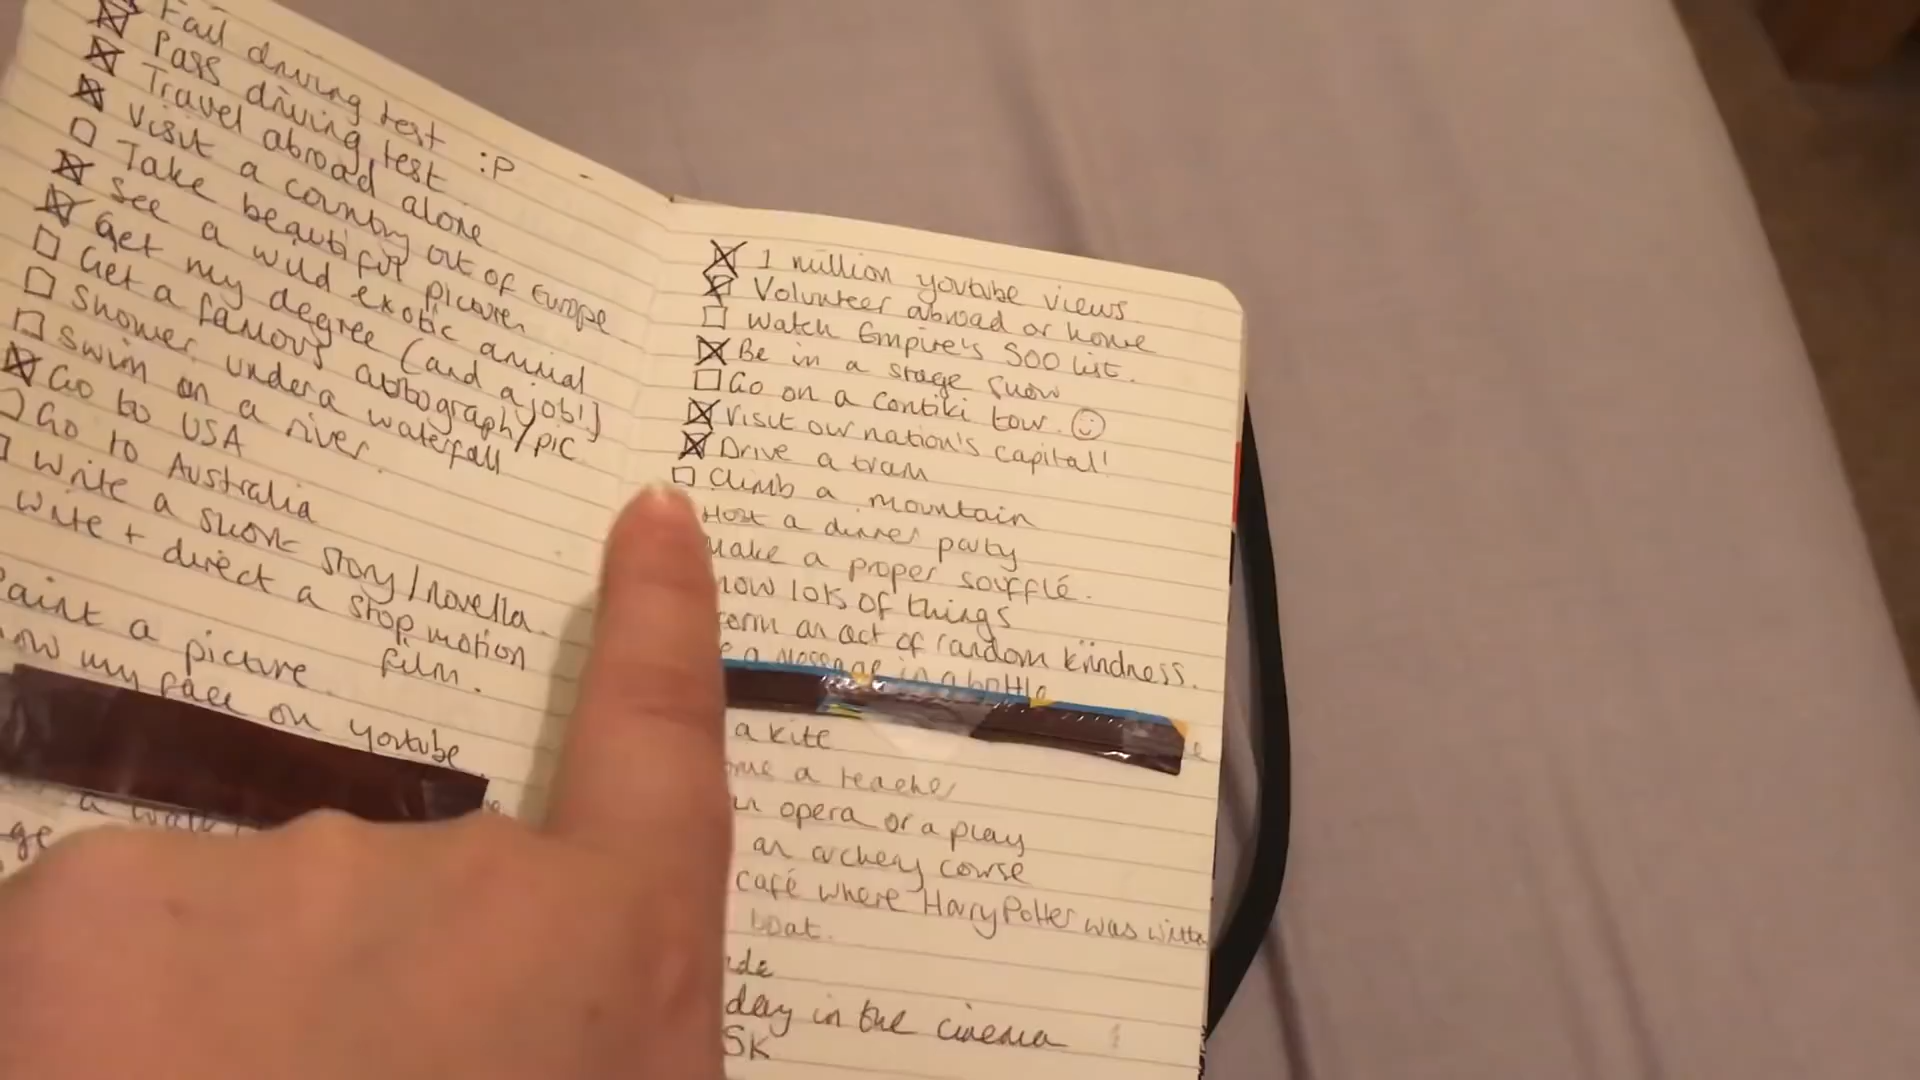 Fail driving test :P
Pass driving test
Travel abroad alone
Visit a country out of Europe
Take beautiful pictures
See a wild exotic animal
Get my degree (and a job!)
Get a famous autograph/pic
Shower under a waterfall
Swim in a river.
Go to USA
Go to Australia
Write a short story/novella.
Write + direct a stop motion
film.
Paint a picture.
my face on youtube
1 million youtube views
Volunteer abroad or home
Watch Empire's 500 list.
Be in a stage show
Go on a Contiki tour.
Visit our nation's capital!
Drive a tram
Climb a mountain
Host a dinner party
Make a proper soufflé.
lots of things
an act of random kindness.
a message in a bottle
a kite
a teacher
opera or a play
an archery course
café where Harry Potter was
boat.
day in the cinema